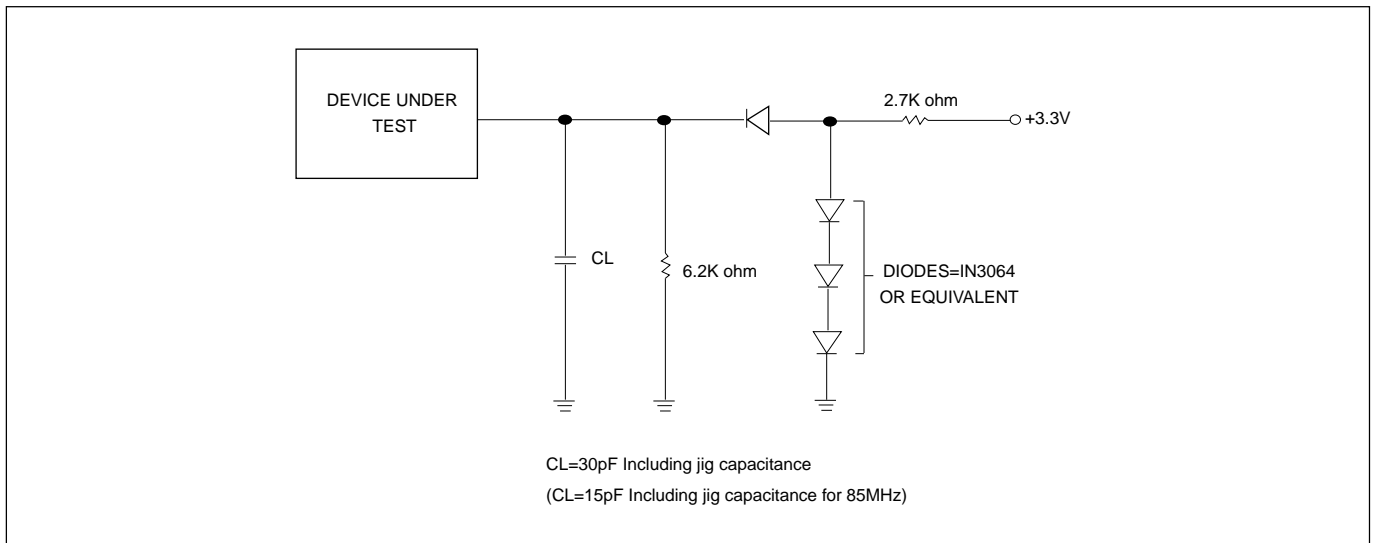 DEVICE UNDER
TEST
2.7K ohm
+3.3V
CL
6.2K ohm
DIODES=IN3064
OR EQUIVALENT
CL=30pF Including jig capacitance
(CL=15pF Including jig capacitance for 85MHz)